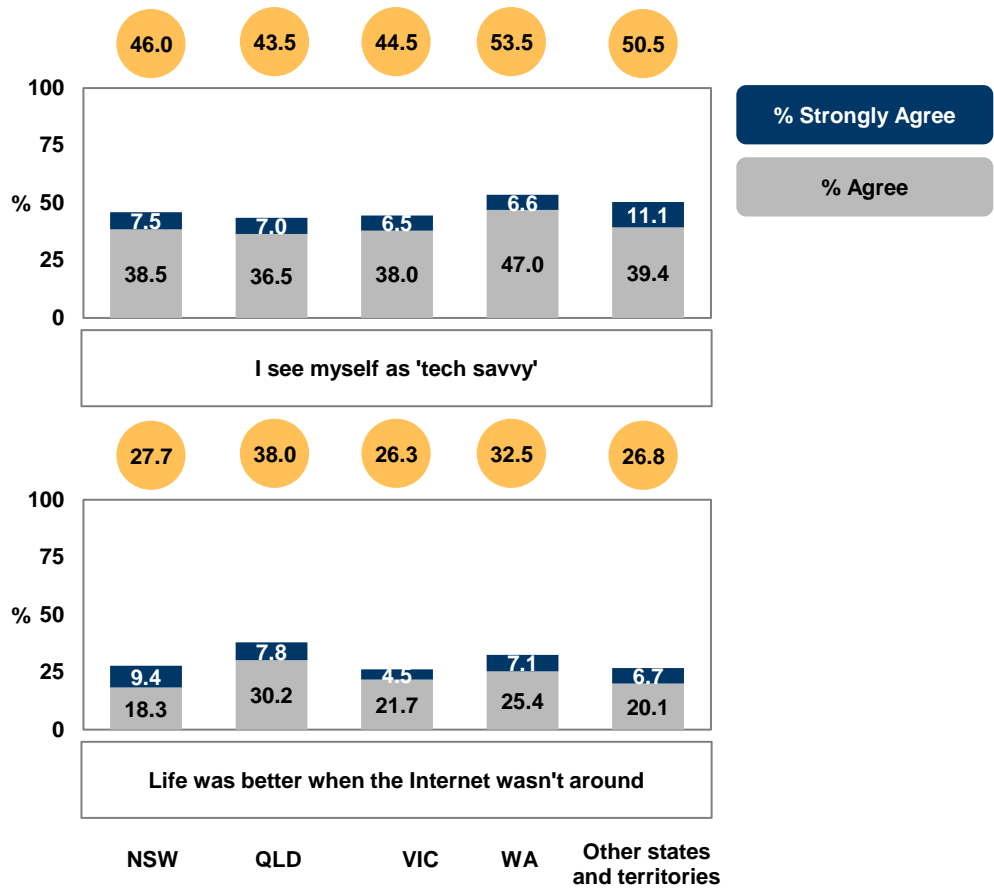 46.0 43.5 44.5 53.5 50.5
100
75
% 50
25
0
7.5 7.0 6.5 6.6 11.1
38.5 36.5 38.0 47.0 39.4
% Strongly Agree
% Agree
I see myself as 'tech savvy'
27.7 38.0 26.3 32.5 26.8
100
75
% 50
25
0
9.4 7.8 4.5 7.1 6.7
18.3 30.2 21.7 25.4 20.1
Life was better when the Internet wasn't around
NSW QLD VIC WA Other states
and territories